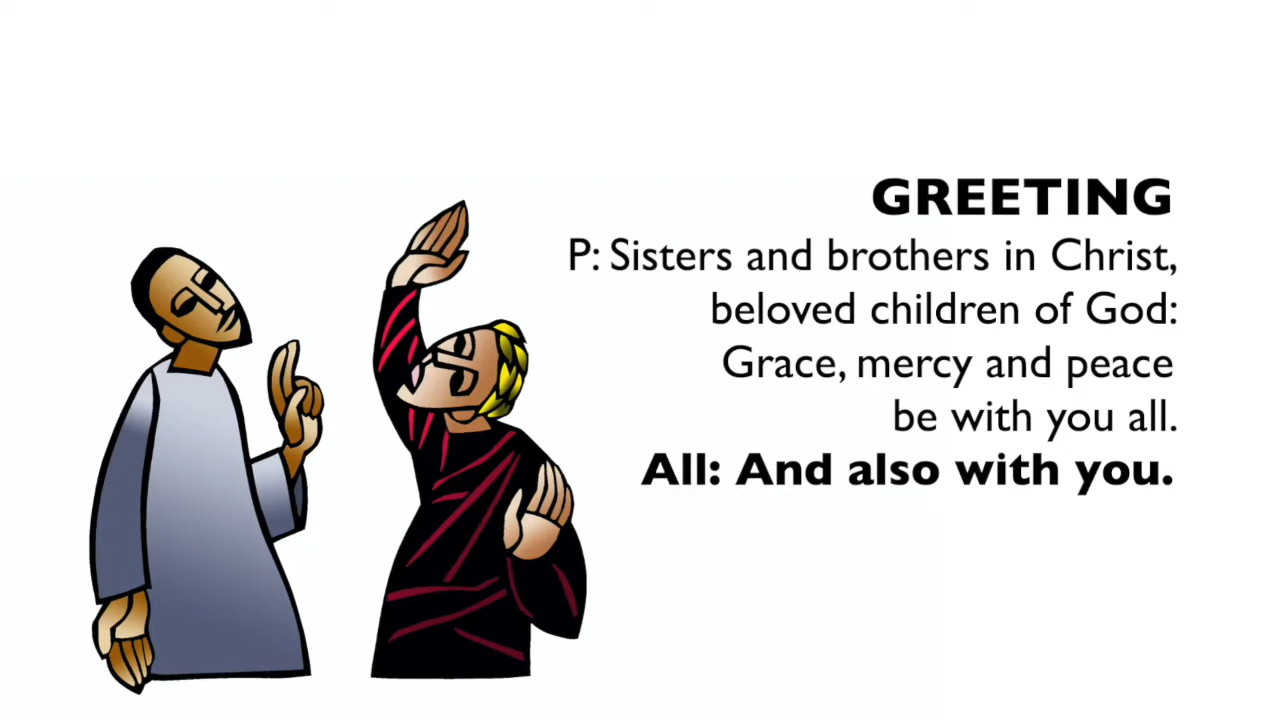 GREETING
P: Sisters and brothers in Christ,
beloved children of God:
Grace, mercy and peace
be with you all.
All: And also with you.